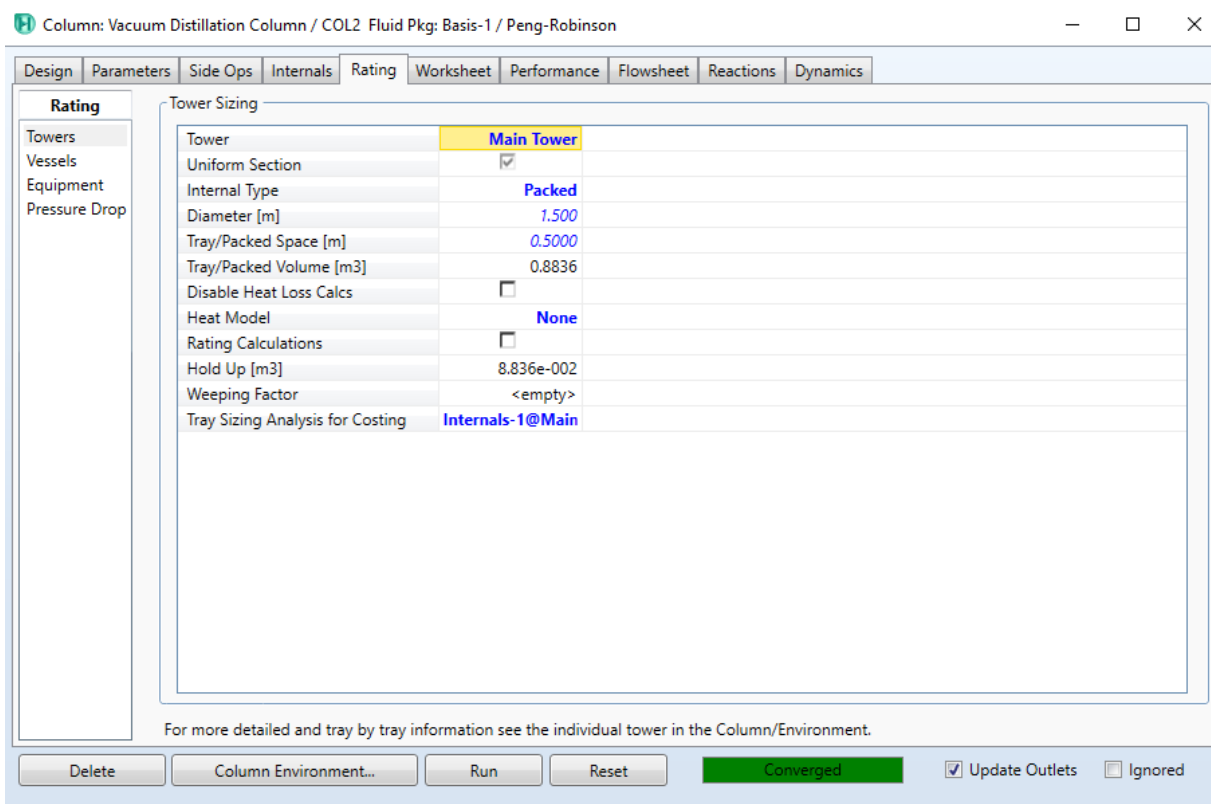 Column: Vacuum Distillation Column / COL2 Fluid Pkg: Basis-1 / Peng-Robinson
Design Parameters Side Ops Internals Rating Worksheet Performance Flowsheet Reactions Dynamics
Rating
Towers
Vessels
Equipment
Pressure Drop
Tower Sizing
Tower Main Tower
Uniform Section
Internal Type Packed
Diameter [m] 1.500
Tray/Packed Space [m] 0.5000
Tray/Packed Volume [m3] 0.8836
Disable Heat Loss Calcs
Heat Model None
Rating Calculations
Hold Up [m3] 8.836e-002
Weeping Factor <empty>
Tray Sizing Analysis for Costing Internals-1@Main
For more detailed and tray by tray information see the individual tower in the Column/Environment.
Delete Column Environment... Run Reset Converged Update Outlets Ignored